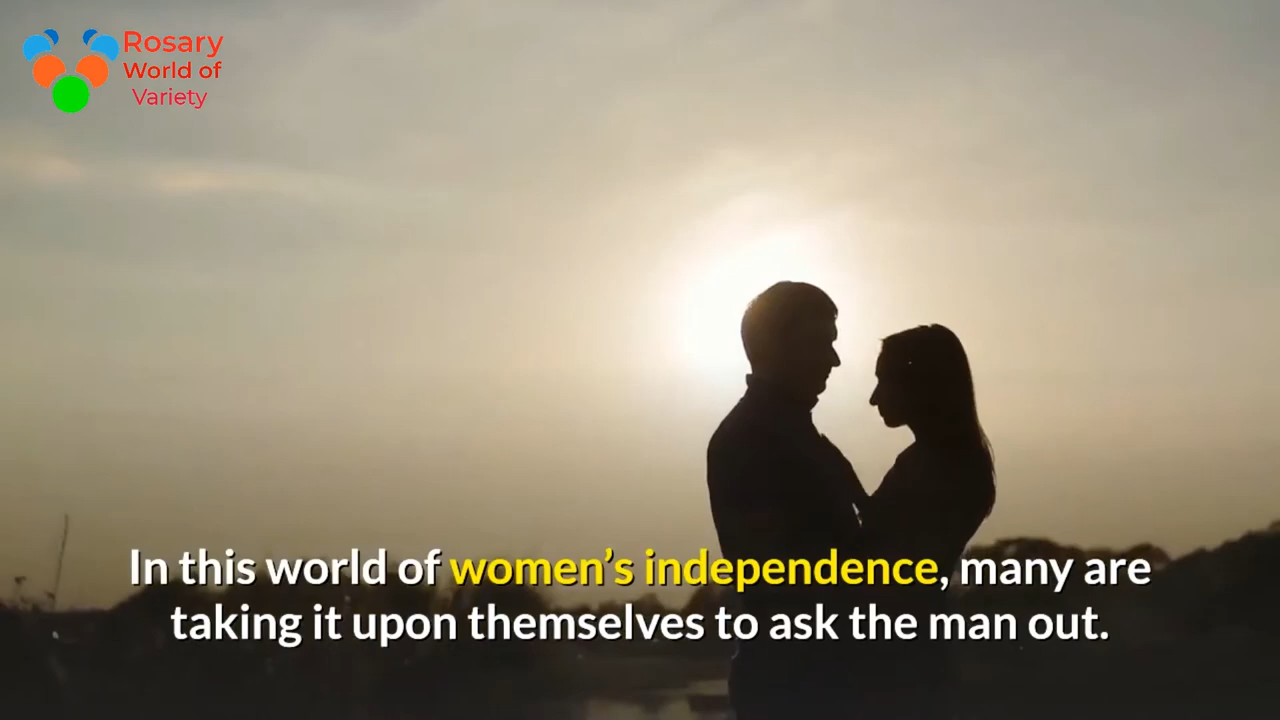 Rosary
World of
Variety
In this world of women’s independence, many are
taking it upon themselves to ask the man out.